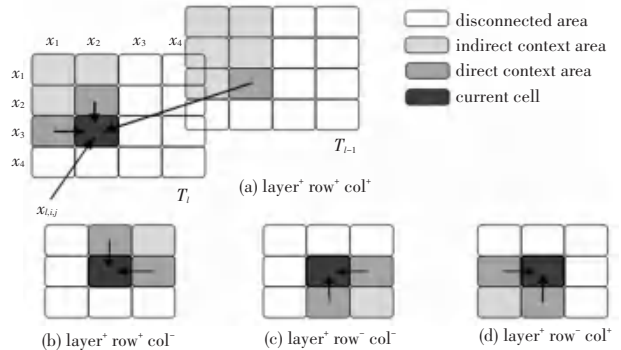 x₁ x₂ x₃ x₄
x₁
x₂
x₃
x₄
T_l
T_{l−1}
x_{l,i,j}
disconnected area
indirect context area
direct context area
current cell
(a) layer⁺ row⁺ col⁺
(b) layer⁺ row⁺ col⁻
(c) layer⁺ row⁻ col⁻
(d) layer⁺ row⁻ col⁺